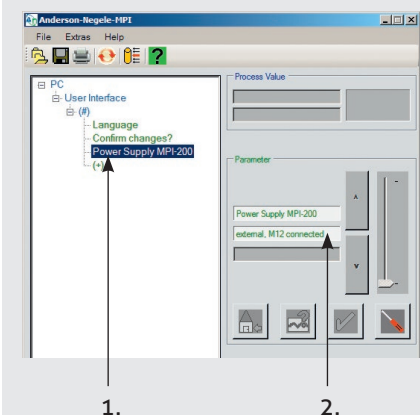 Anderson-Negele-MPI
File Extras Help
PC
User Interface
(#)
Language
Confirm changes?
Power Supply MPI-200
(+)
Process Value
Parameter
Power Supply MPI-200
external, M12 connected
1.
2.